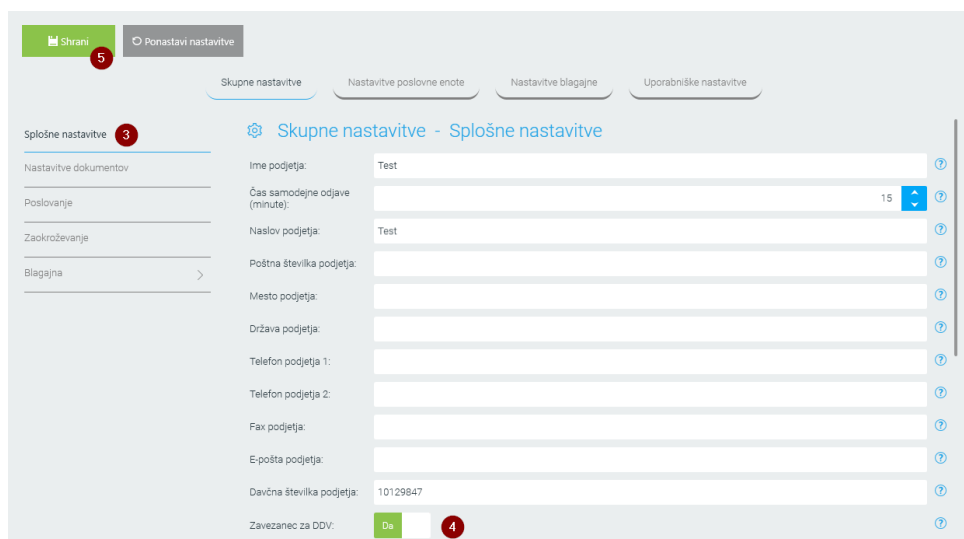 Shrani
Ponastavi nastavitve
5
Skupne nastavitve
Nastavitve poslovne enote
Nastavitve blagajne
Uporabniške nastavitve
Splošne nastavitve
3
Nastavitve dokumentov
Poslovanje
Zaokroževanje
Blagajna
Skupne nastavitve - Splošne nastavitve
Ime podjetja:
Test
?
Čas samodejne odjave
(minute):
15
?
Naslov podjetja:
Test
?
Poštna številka podjetja:
?
Mesto podjetja:
?
Država podjetja:
?
Telefon podjetja 1:
?
Telefon podjetja 2:
?
Fax podjetja:
?
E-pošta podjetja:
?
Davčna številka podjetja:
10129847
?
Zavezanec za DDV:
Da
4
?